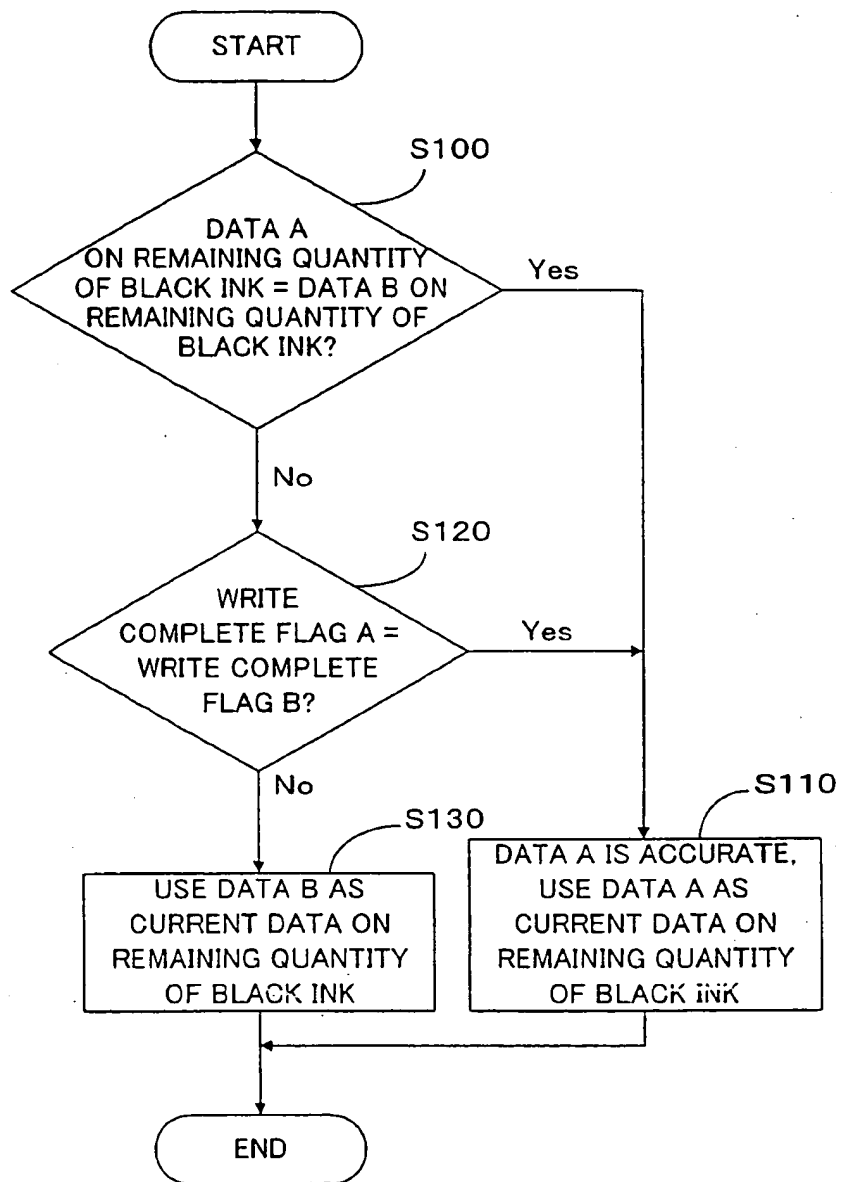 START
S100
DATA A
ON REMAINING QUANTITY
OF BLACK INK = DATA B ON
REMAINING QUANTITY OF
BLACK INK?
Yes
No
S120
WRITE
COMPLETE FLAG A =
WRITE COMPLETE
FLAG B?
Yes
No
S130
USE DATA B AS
CURRENT DATA ON
REMAINING QUANTITY
OF BLACK INK
S110
DATA A IS ACCURATE,
USE DATA A AS
CURRENT DATA ON
REMAINING QUANTITY
OF BLACK INK
END